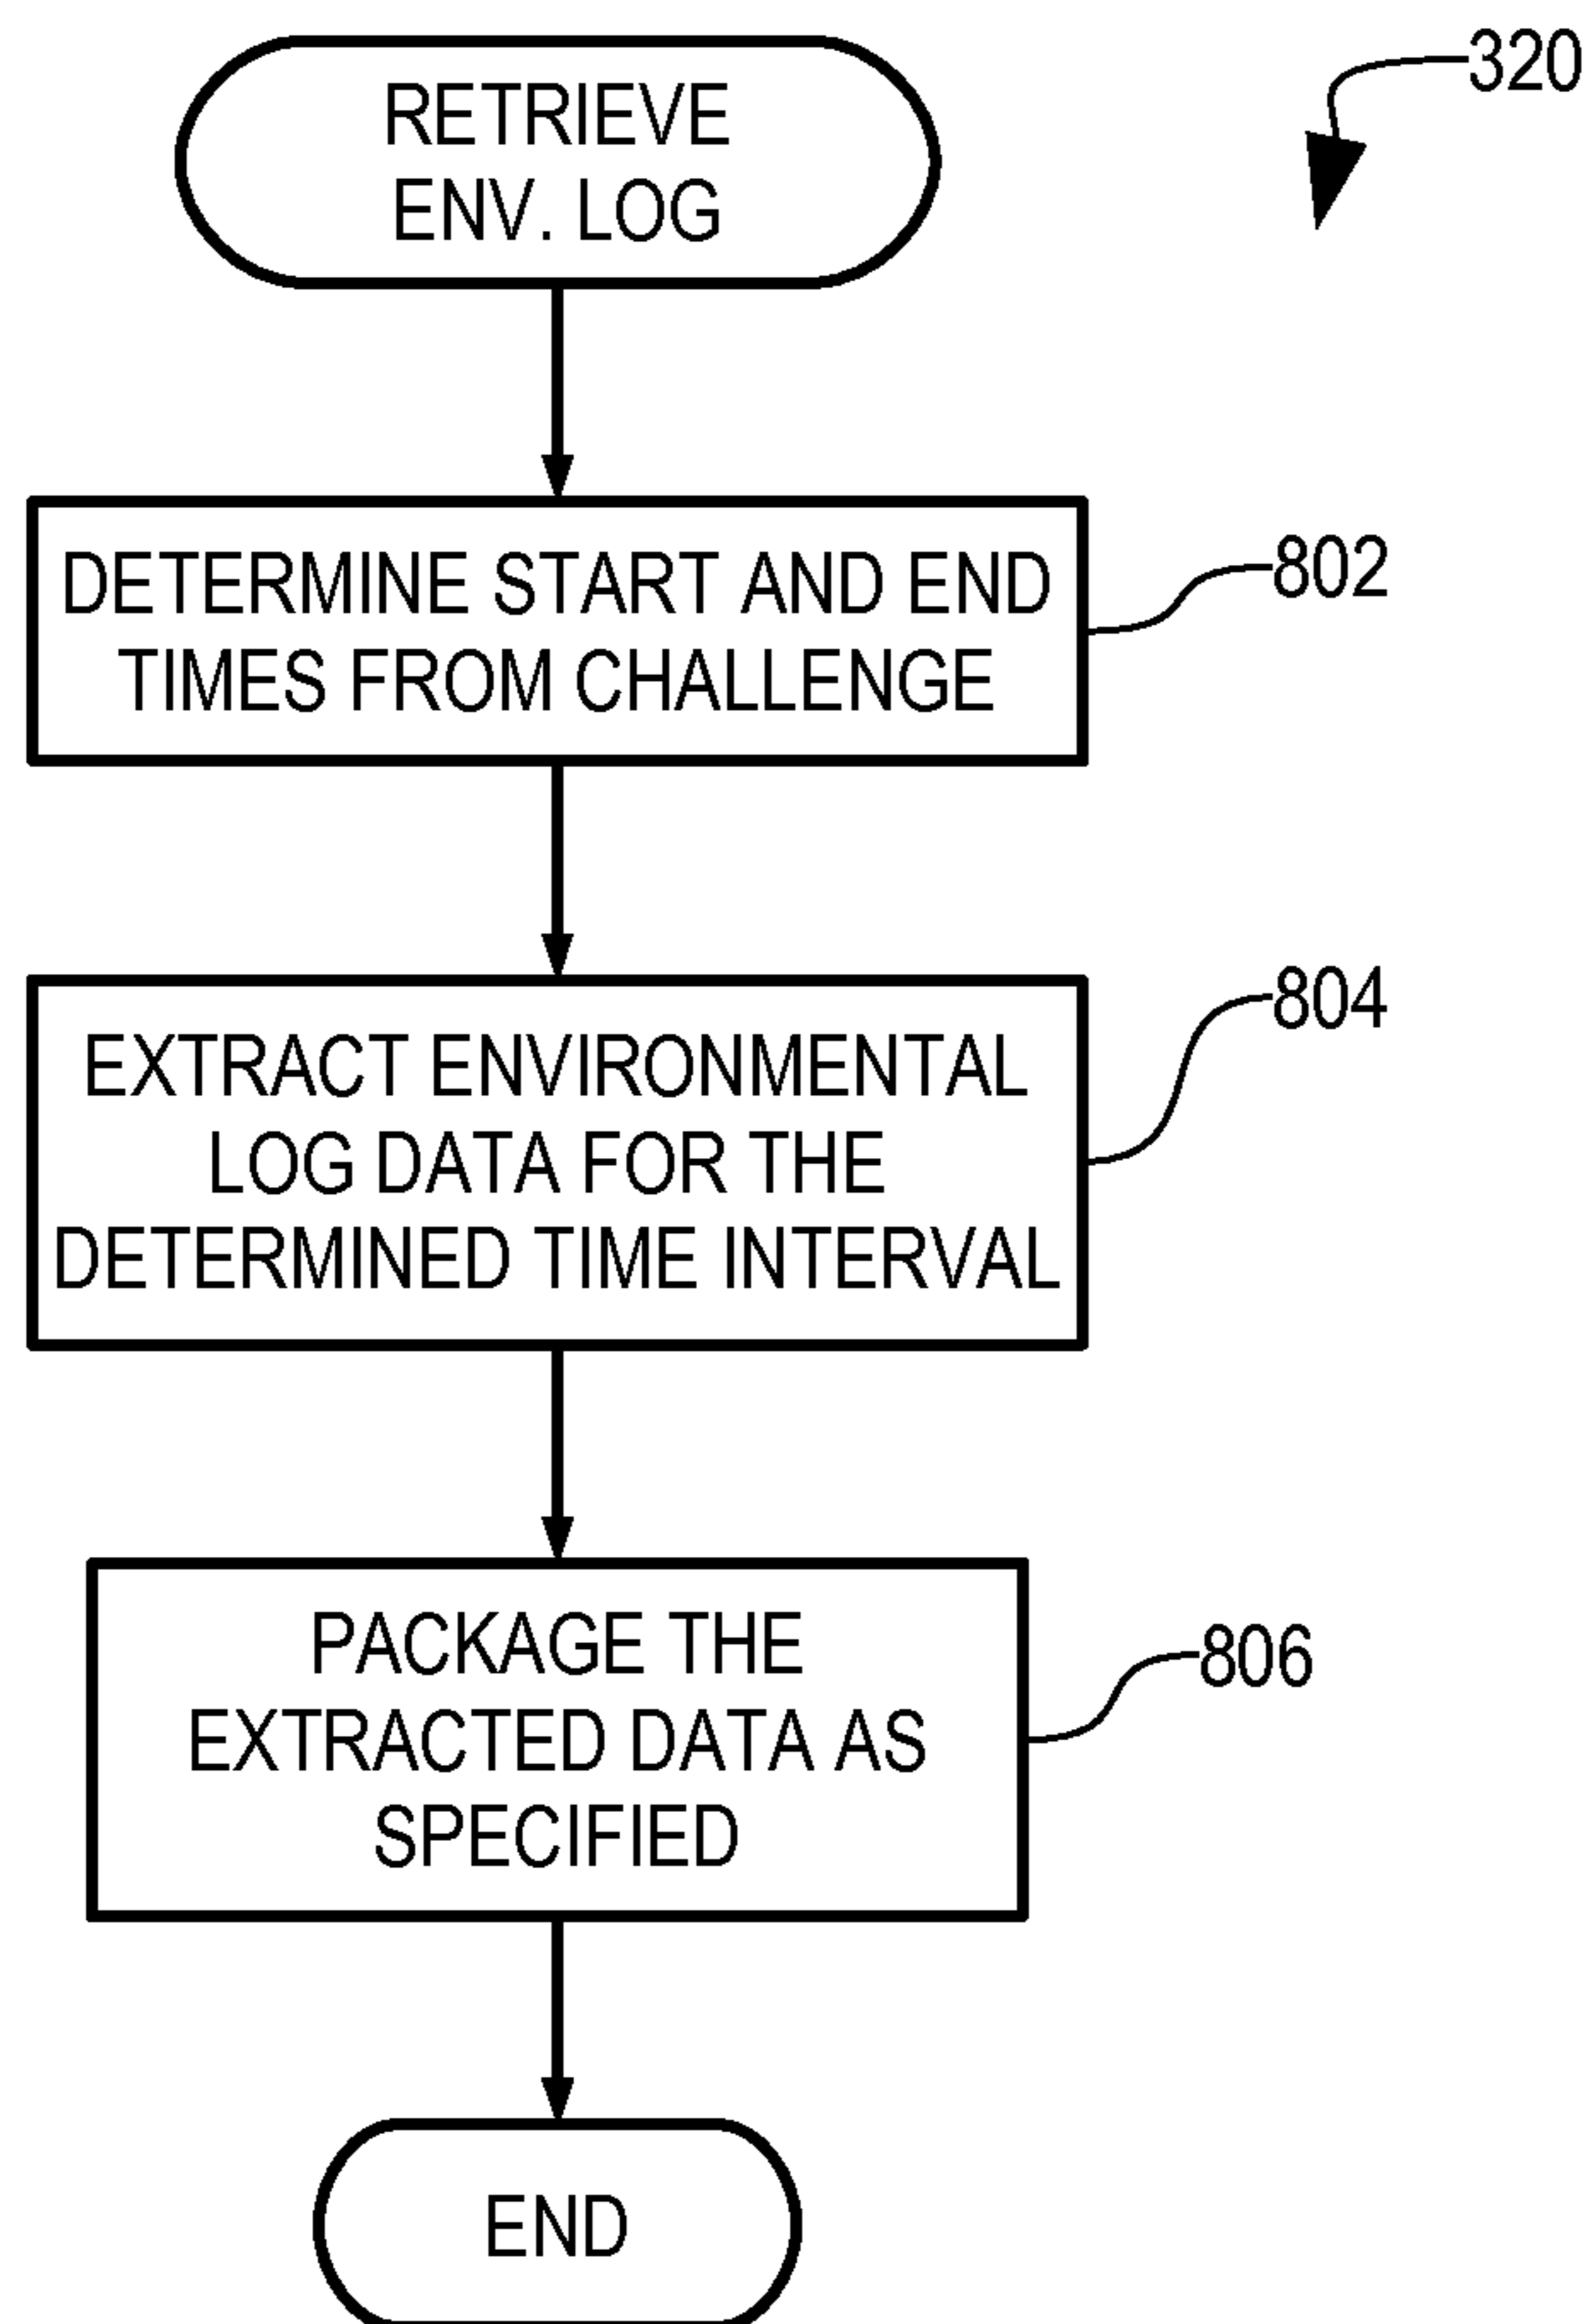 RETRIEVE
ENV. LOG
320
DETERMINE START AND END
TIMES FROM CHALLENGE
802
EXTRACT ENVIRONMENTAL
LOG DATA FOR THE
DETERMINED TIME INTERVAL
804
PACKAGE THE
EXTRACTED DATA AS
SPECIFIED
806
END